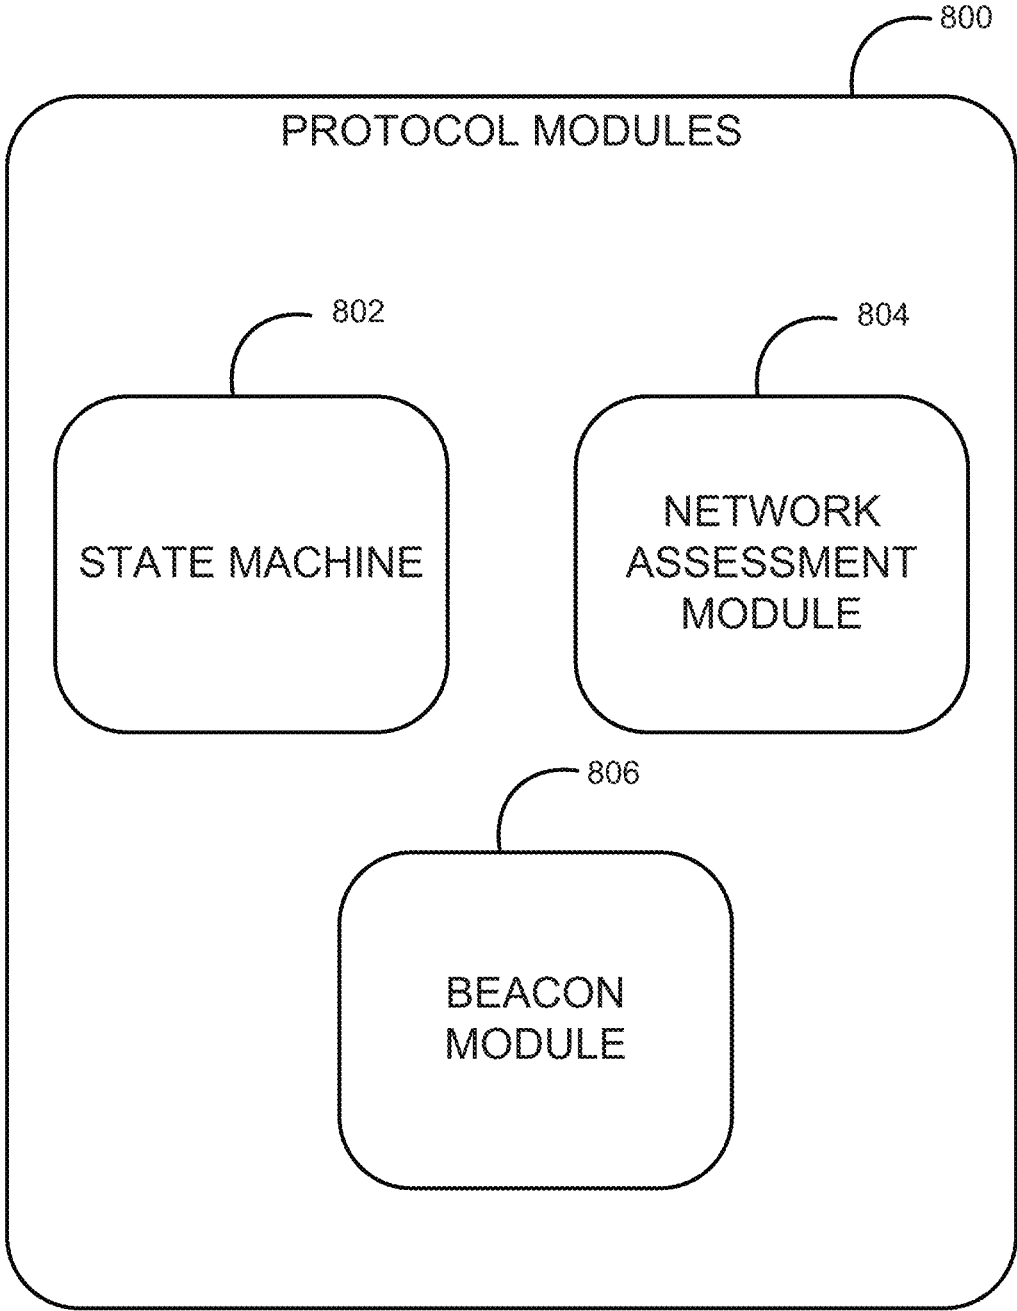 800
PROTOCOL MODULES
802
804
STATE MACHINE
NETWORK
ASSESSMENT
MODULE
806
BEACON
MODULE